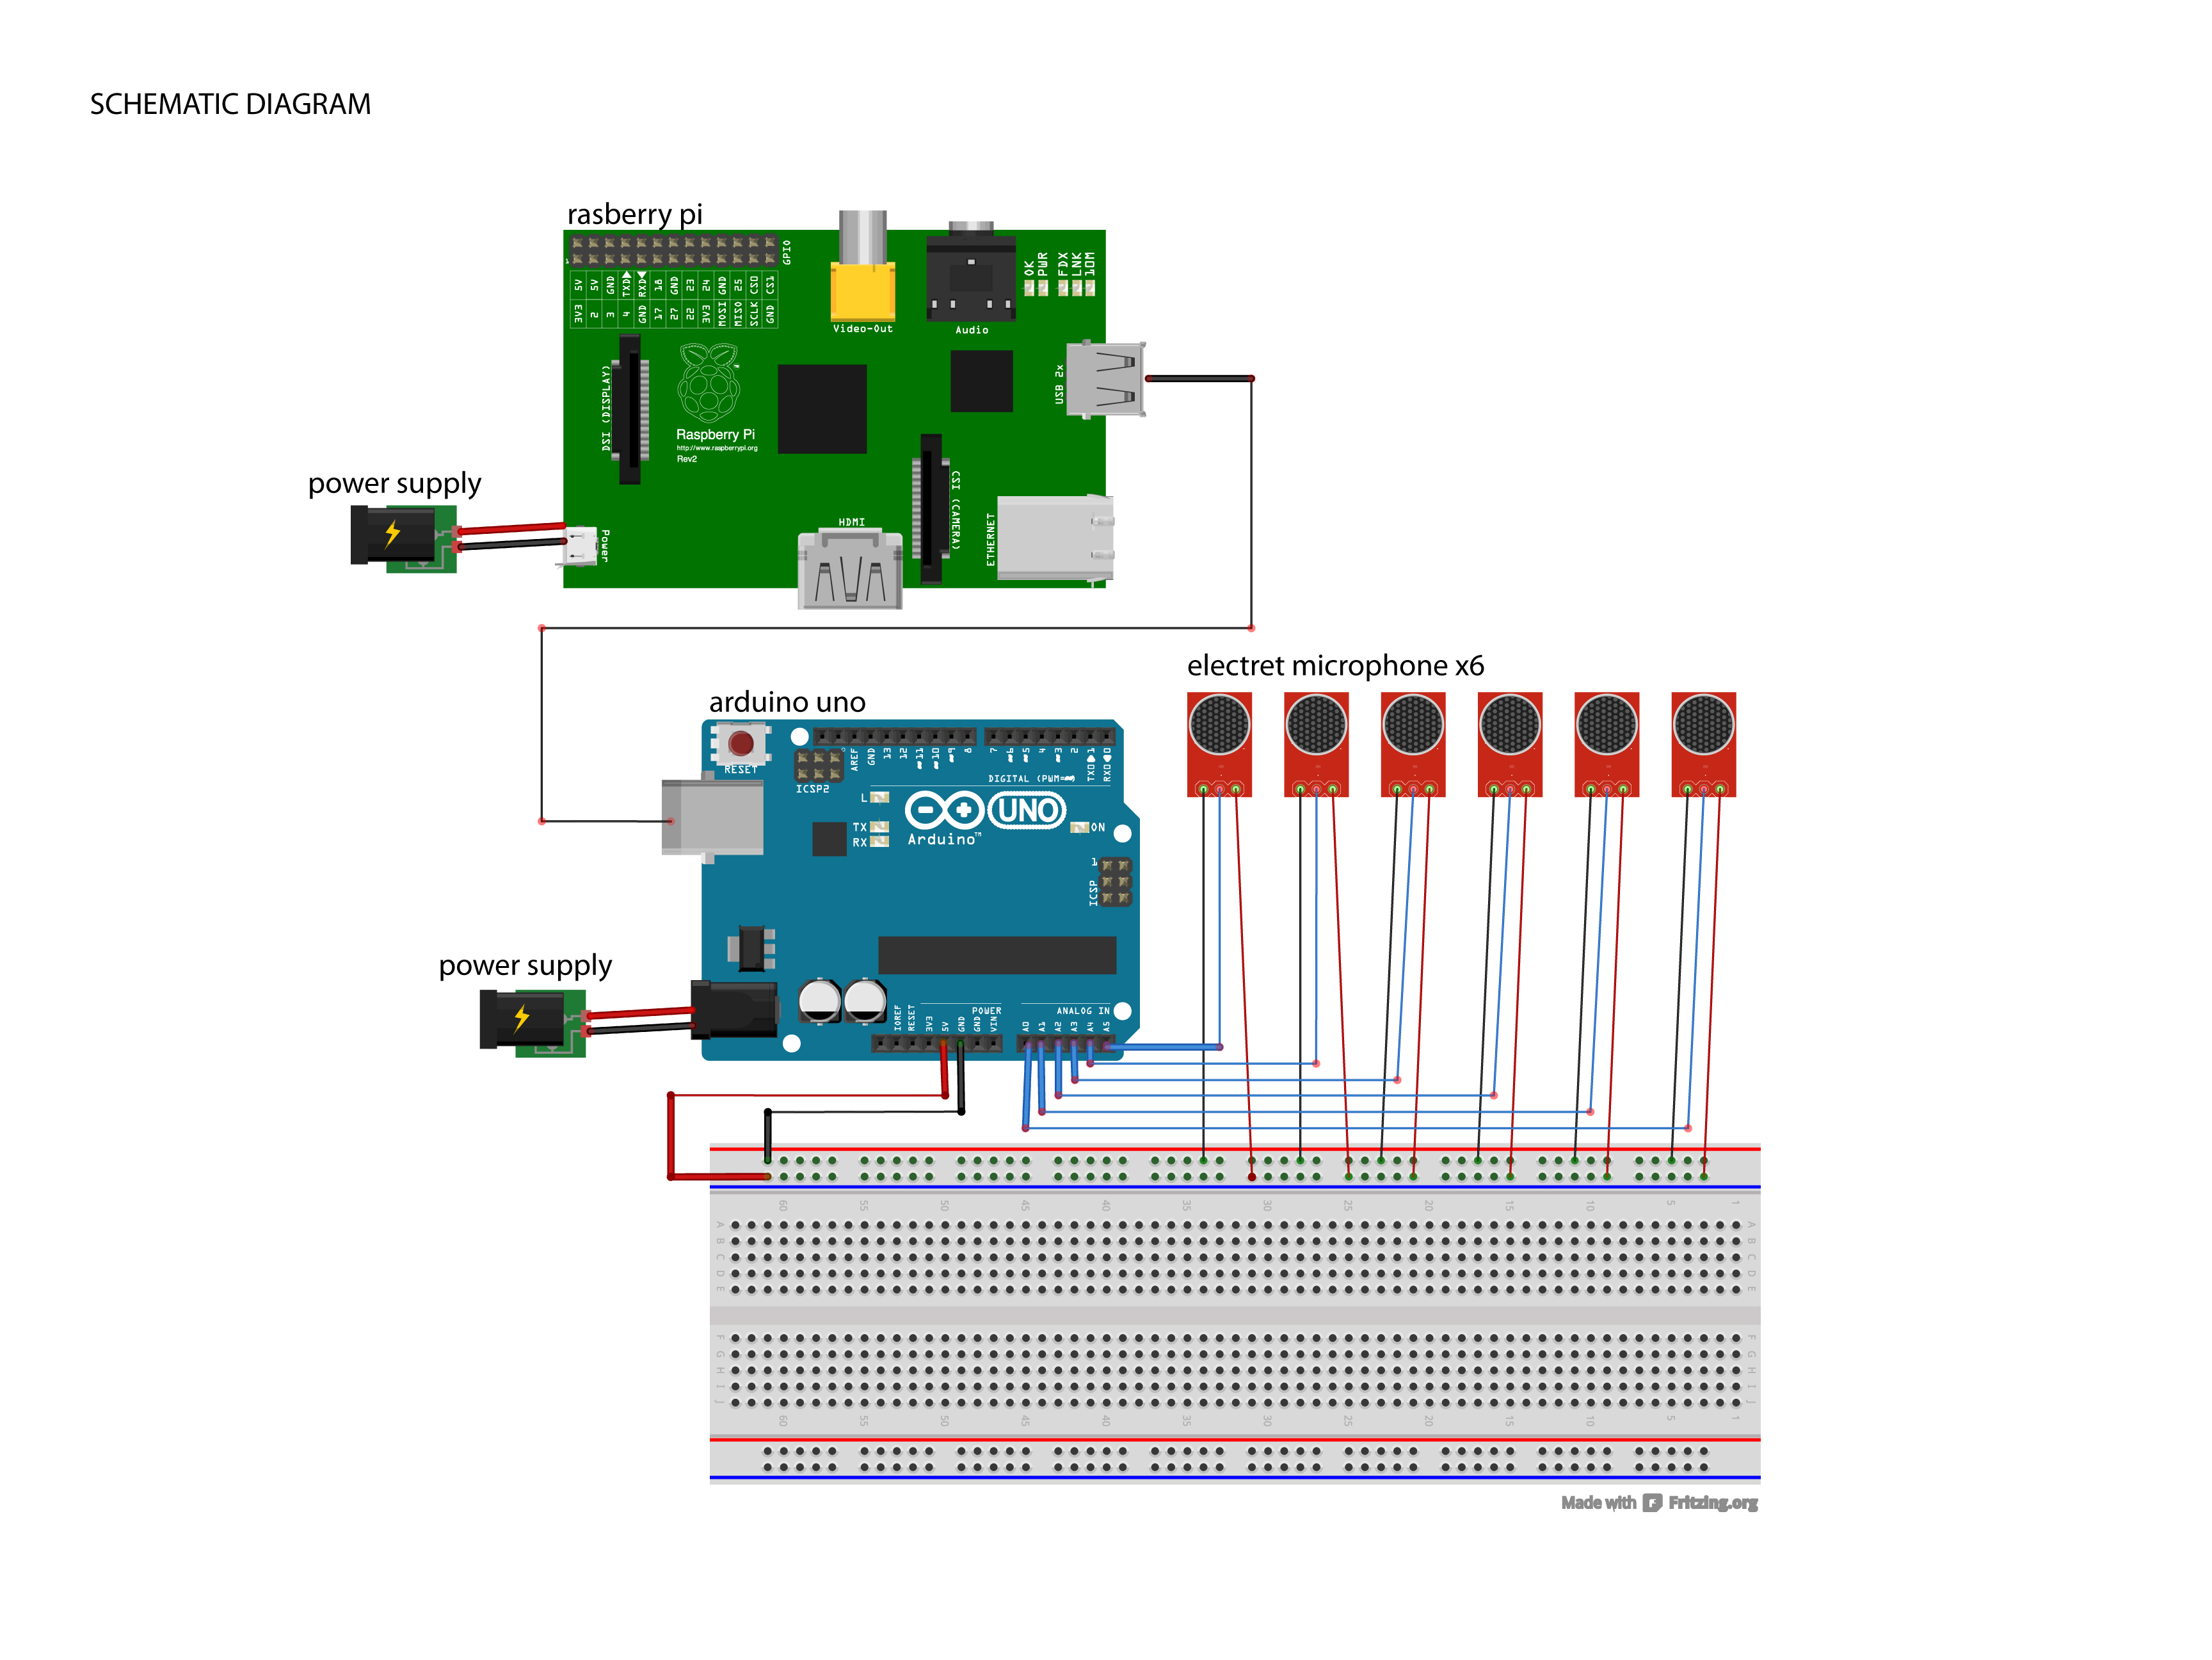 SCHEMATIC DIAGRAM
rasberry pi
GPIO
1
5V 5V GND TXD RXD 18 GND 23 24 GND 25 CS0 CS1
3V3 2 3 4 GND 17 27 22 3V3 MOSI MISO SCLK GND
Video-Out
Audio
OK
PWR
FDX
LNK
10M
USB 2x
DSI (DISPLAY)
Raspberry Pi
http://www.raspberrypi.org
Rev2
power supply
Power
HDMI
CSI (CAMERA)
ETHERNET
electret microphone x6
arduino uno
RESET
ICSP2
AREF GND 13 12 11 10 9 8
7 6 5 4 3 2 TX0 1 RX0 0
DIGITAL (PWM=)
L
TX
RX
UNO
Arduino™
ON
1
ICSP
power supply
POWER
ANALOG IN
IOREF RESET 3V3 5V GND GND VIN
A0 A1 A2 A3 A4 A5
60 55 50 45 40 35 30 25 20 15 10 5 1
A A
B B
C C
D D
E E
F F
G G
H H
I I
J J
60 55 50 45 40 35 30 25 20 15 10 5 1
Made with F Fritzing.org